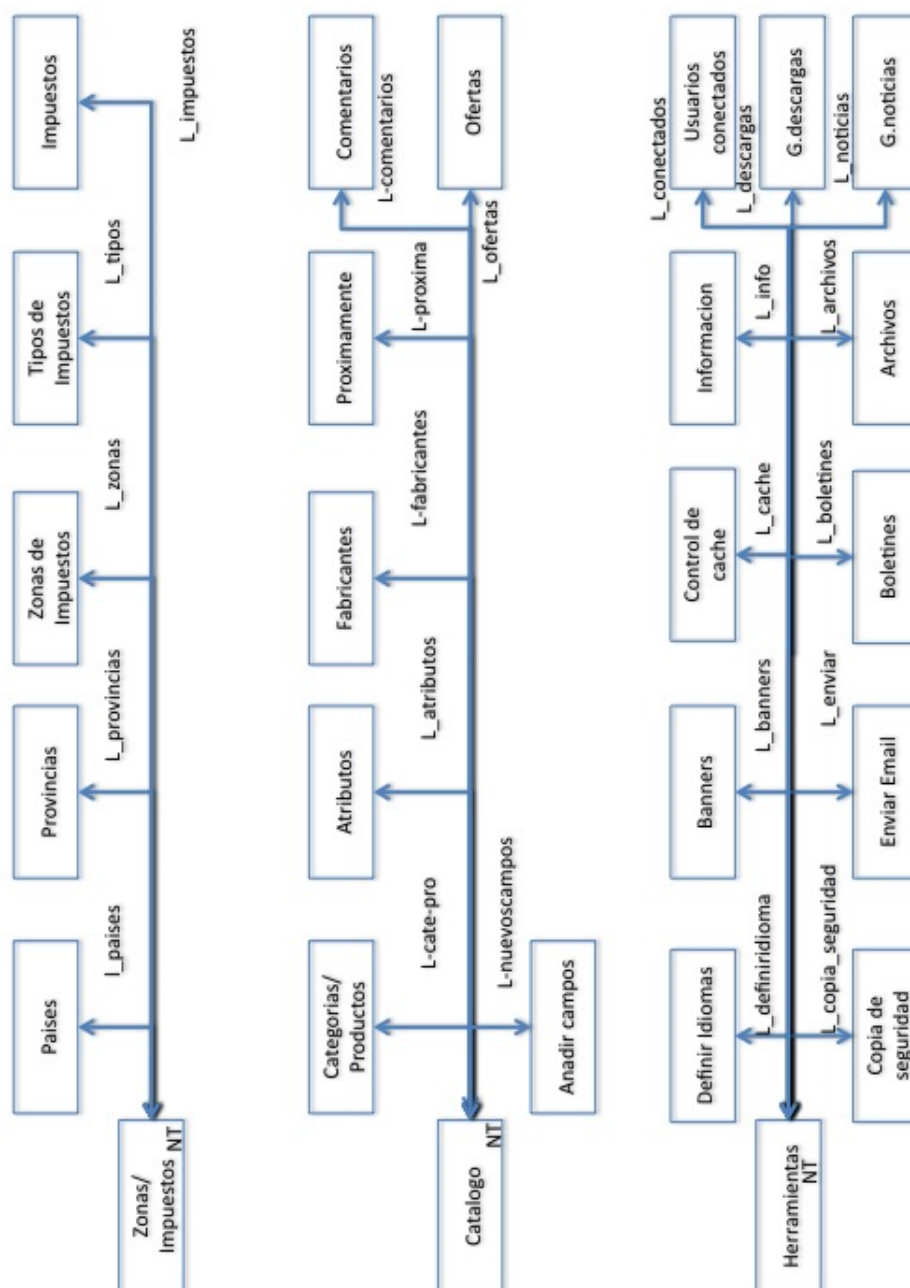 Zonas/
Impuestos
NT
Paises
l_paises
Provincias
L_provincias
Zonas de
Impuestos
L_zonas
Tipos de
Impuestos
L_tipos
Impuestos
L_impuestos
Catalogo
NT
Categorias/
Productos
L-cate-pro
Anadir campos
L-nuevoscampos
Atributos
L_atributos
Fabricantes
L-fabricantes
Proximamente
L-proxima
Comentarios
L-comentarios
Ofertas
L_ofertas
Herramientas
NT
Definir Idiomas
L_definiridioma
Copia de
seguridad
L_copia_seguridad
Banners
L_banners
Enviar Email
L_enviar
Control de
cache
L_cache
Boletines
L_boletines
Informacion
L_info
Archivos
L_archivos
L_conectados
Usuarios
conectados
L_descargas
G.descargas
L_noticias
G.noticias